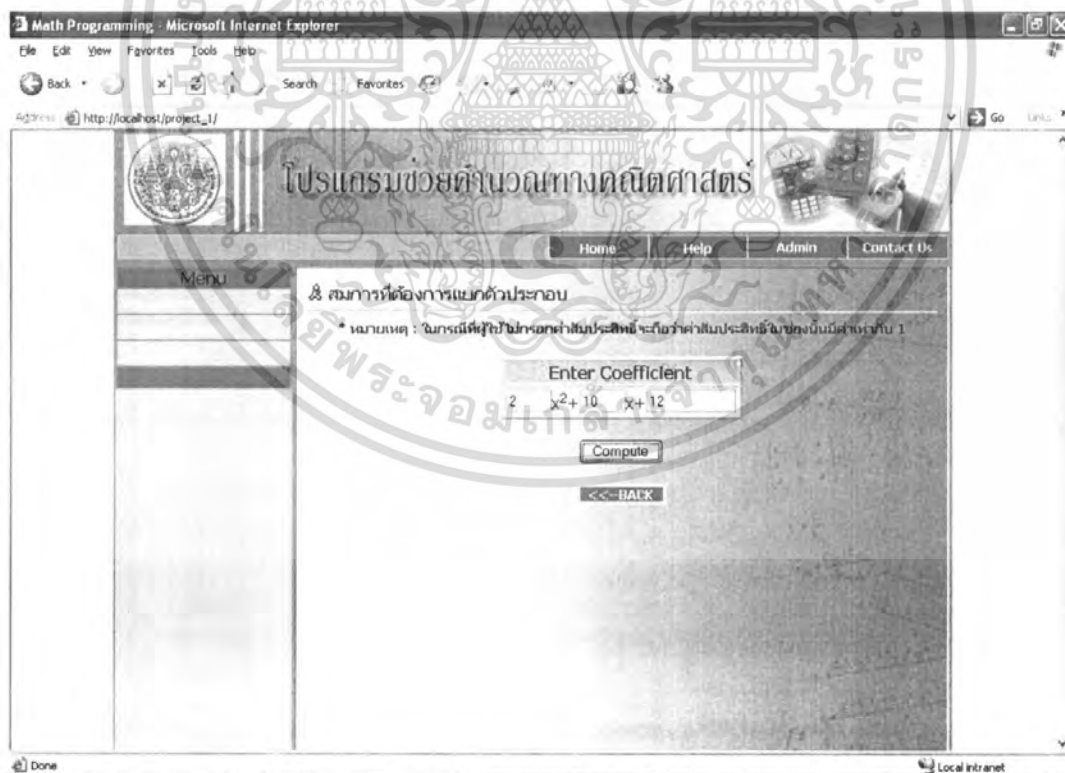 Math Programming - Microsoft Internet Explorer
File Edit View Favorites Tools Help
Back Search Favorites
Address http://localhost/project_1/ Go Links
โปรแกรมช่วยคำนวณทางคณิตศาสตร์
Home Help Admin Contact Us
Menu
สมการที่ต้องการแยกตัวประกอบ
* หมายเหตุ : ในกรณีที่ผู้ใช้ไม่กรอกค่าสัมประสิทธิ์ จะถือว่าค่าสัมประสิทธิ์ในช่องนั้นมีค่าเท่ากับ 1
Enter Coefficient
2 x²+ 10 x+ 12
Compute
<<-BACK
Done Local intranet